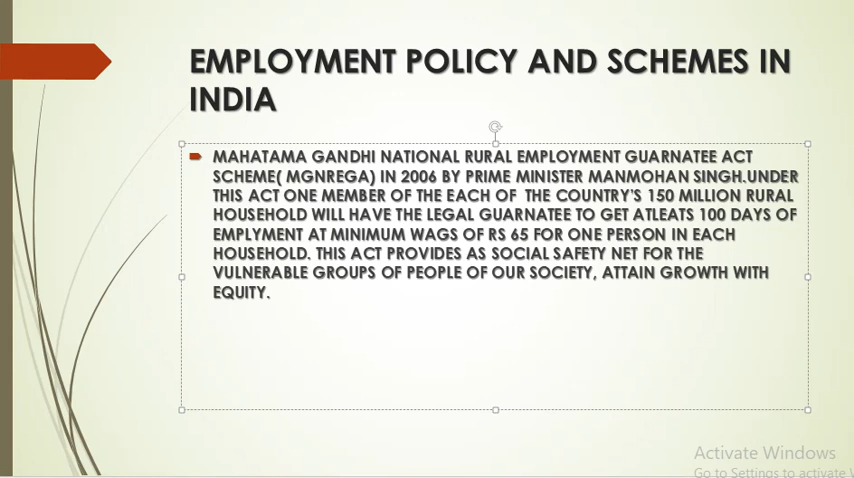 EMPLOYMENT POLICY AND SCHEMES IN
INDIA
MAHATAMA GANDHI NATIONAL RURAL EMPLOYMENT GUARNATEE ACT
SCHEME( MGNREGA) IN 2006 BY PRIME MINISTER MANMOHAN SINGH.UNDER
THIS ACT ONE MEMBER OF THE EACH OF  THE COUNTRY'S 150 MILLION RURAL
HOUSEHOLD WILL HAVE THE LEGAL GUARNATEE TO GET ATLEATS 100 DAYS OF
EMPLYMENT AT MINIMUM WAGS OF RS 65 FOR ONE PERSON IN EACH
HOUSEHOLD. THIS ACT PROVIDES AS SOCIAL SAFETY NET FOR THE
VULNERABLE GROUPS OF PEOPLE OF OUR SOCIETY, ATTAIN GROWTH WITH
EQUITY.
Activate Windows
Go to Settings to activate W